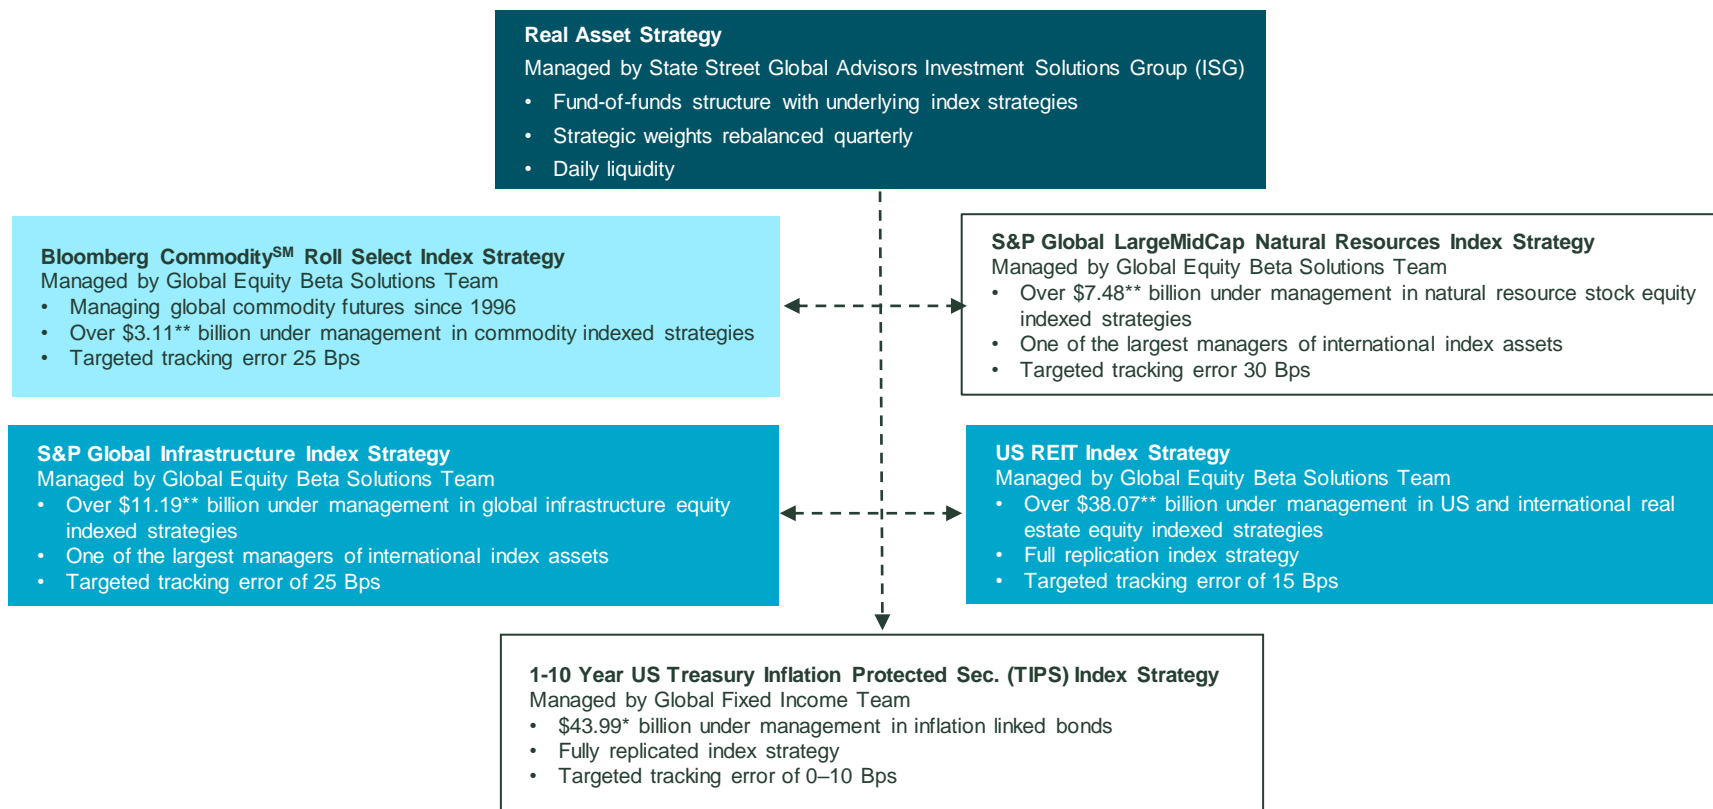 Real Asset Strategy
Managed by State Street Global Advisors Investment Solutions Group (ISG)
• Fund-of-funds structure with underlying index strategies
• Strategic weights rebalanced quarterly
• Daily liquidity
Bloomberg Commodity℠ Roll Select Index Strategy
Managed by Global Equity Beta Solutions Team
• Managing global commodity futures since 1996
• Over $3.11** billion under management in commodity indexed strategies
• Targeted tracking error 25 Bps
S&P Global LargeMidCap Natural Resources Index Strategy
Managed by Global Equity Beta Solutions Team
• Over $7.48** billion under management in natural resource stock equity
indexed strategies
• One of the largest managers of international index assets
• Targeted tracking error 30 Bps
S&P Global Infrastructure Index Strategy
Managed by Global Equity Beta Solutions Team
• Over $11.19** billion under management in global infrastructure equity
indexed strategies
• One of the largest managers of international index assets
• Targeted tracking error of 25 Bps
US REIT Index Strategy
Managed by Global Equity Beta Solutions Team
• Over $38.07** billion under management in US and international real
estate equity indexed strategies
• Full replication index strategy
• Targeted tracking error of 15 Bps
1-10 Year US Treasury Inflation Protected Sec. (TIPS) Index Strategy
Managed by Global Fixed Income Team
• $43.99* billion under management in inflation linked bonds
• Fully replicated index strategy
• Targeted tracking error of 0–10 Bps